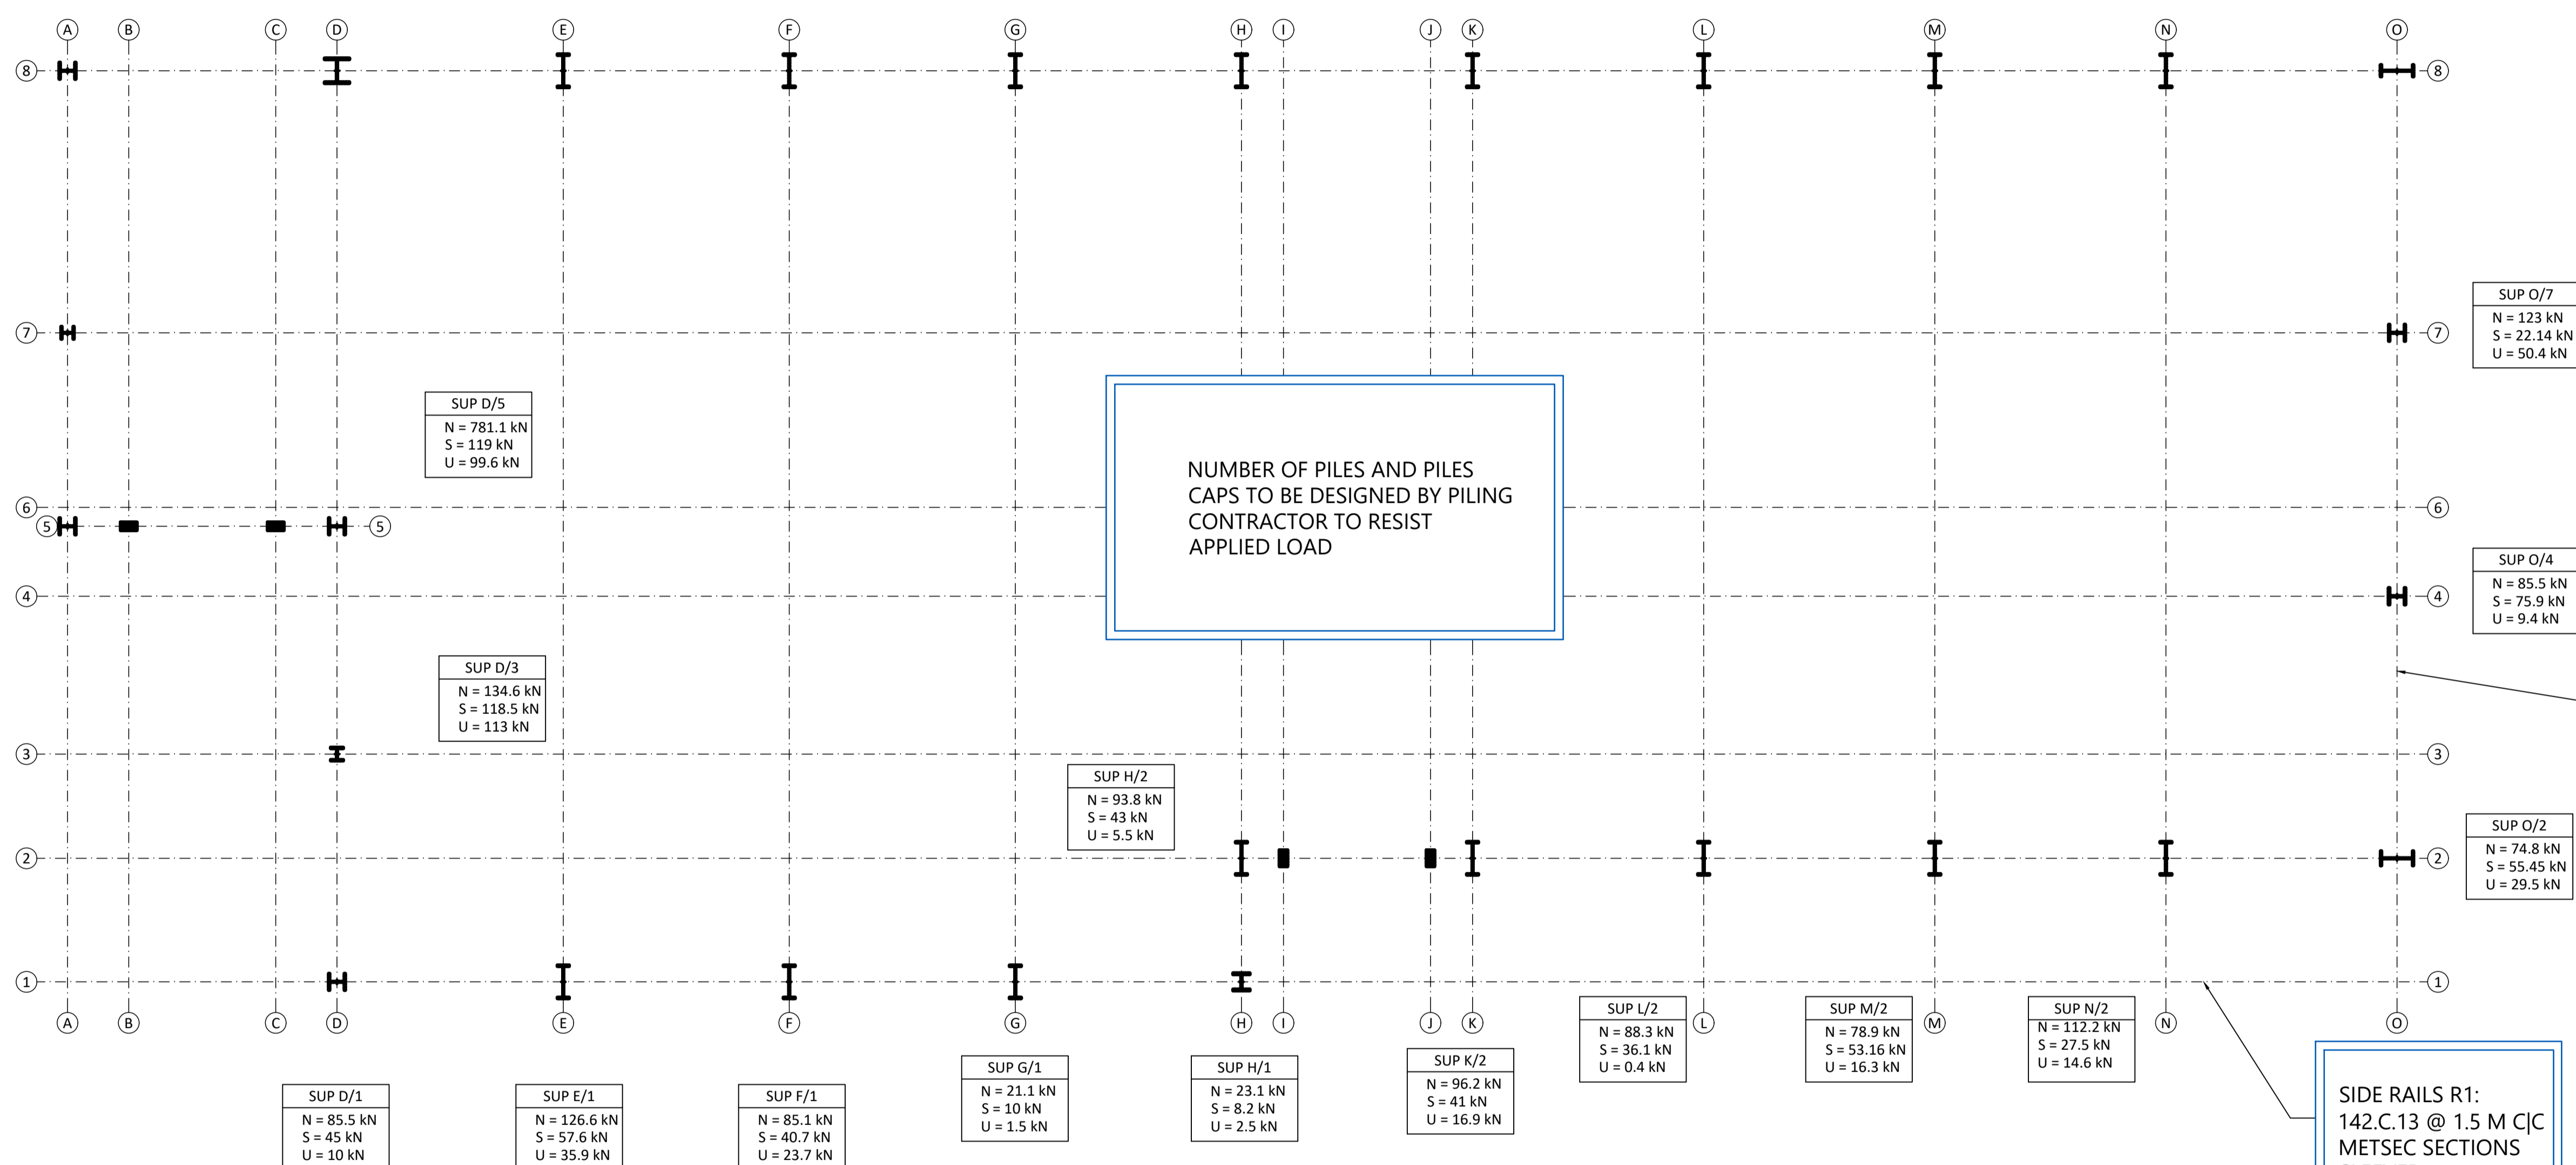 A B C D E F G H I J K L M N O
8 8
7 7
SUP O/7
N = 123 kN
S = 22.14 kN
U = 50.4 kN
SUP D/5
N = 781.1 kN
S = 119 kN
U = 99.6 kN
NUMBER OF PILES AND PILES
CAPS TO BE DESIGNED BY PILING
CONTRACTOR TO RESIST
APPLIED LOAD
6 6
5 5
4 4
SUP O/4
N = 85.5 kN
S = 75.9 kN
U = 9.4 kN
SUP D/3
N = 134.6 kN
S = 118.5 kN
U = 113 kN
3 3
SUP H/2
N = 93.8 kN
S = 43 kN
U = 5.5 kN
2 2
SUP O/2
N = 74.8 kN
S = 55.45 kN
U = 29.5 kN
1 1
A B C D E F G H I J K L M N O
SUP D/1
N = 85.5 kN
S = 45 kN
U = 10 kN
SUP E/1
N = 126.6 kN
S = 57.6 kN
U = 35.9 kN
SUP F/1
N = 85.1 kN
S = 40.7 kN
U = 23.7 kN
SUP G/1
N = 21.1 kN
S = 10 kN
U = 1.5 kN
SUP H/1
N = 23.1 kN
S = 8.2 kN
U = 2.5 kN
SUP K/2
N = 96.2 kN
S = 41 kN
U = 16.9 kN
SUP L/2
N = 88.3 kN
S = 36.1 kN
U = 0.4 kN
SUP M/2
N = 78.9 kN
S = 53.16 kN
U = 16.3 kN
SUP N/2
N = 112.2 kN
S = 27.5 kN
U = 14.6 kN
SIDE RAILS R1:
142.C.13 @ 1.5 M C|C
METSEC SECTIONS